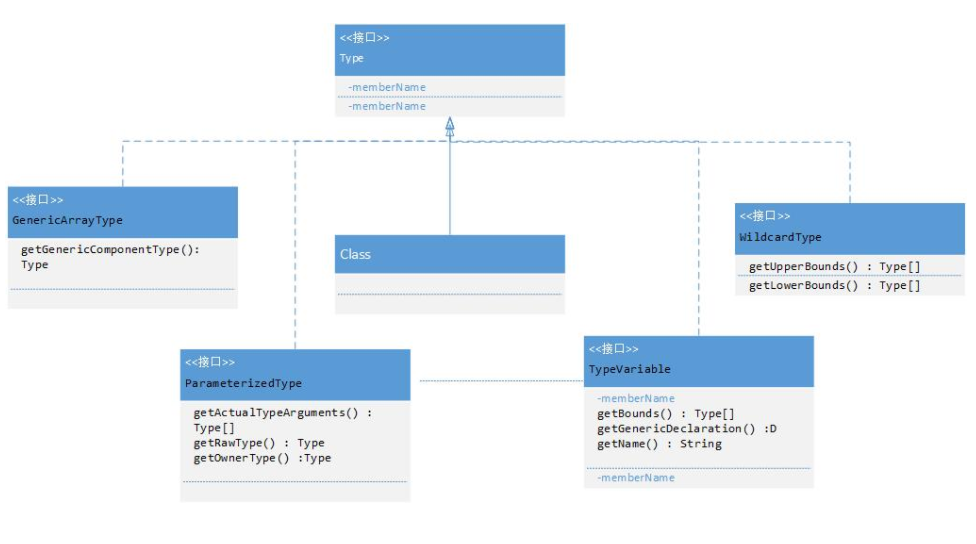 <<接口>>
Type
-memberName
-memberName
<<接口>>
GenericArrayType
getGenericComponentType():
Type
Class
<<接口>>
WildcardType
getUpperBounds() : Type[]
getLowerBounds() : Type[]
<<接口>>
ParameterizedType
getActualTypeArguments() :
Type[]
getRawType() : Type
getOwnerType() :Type
<<接口>>
TypeVariable
-memberName
getBounds() : Type[]
getGenericDeclaration() :D
getName() : String
-memberName